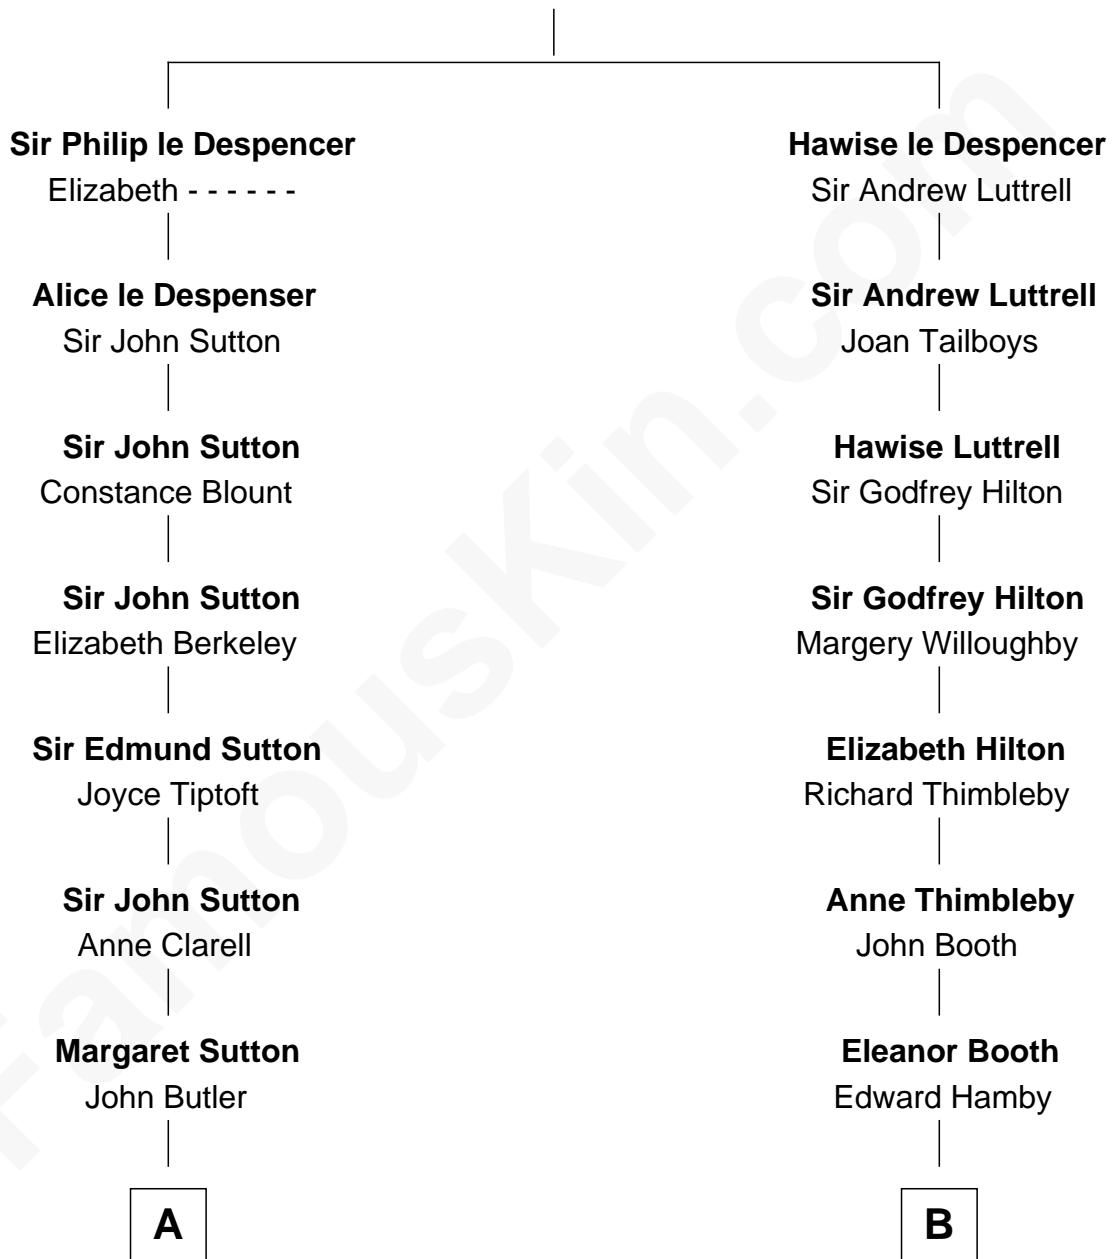 Sir Philip le Despencer
Elizabeth - - - - - -
Hawise le Despencer
Sir Andrew Luttrell
Alice le Despenser
Sir John Sutton
Sir Andrew Luttrell
Joan Tailboys
Sir John Sutton
Constance Blount
Hawise Luttrell
Sir Godfrey Hilton
Sir John Sutton
Elizabeth Berkeley
Sir Godfrey Hilton
Margery Willoughby
Sir Edmund Sutton
Joyce Tiptoft
Elizabeth Hilton
Richard Thimbleby
Sir John Sutton
Anne Clarell
Anne Thimbleby
John Booth
Margaret Sutton
John Butler
Eleanor Booth
Edward Hamby
A
B
FamousKin.com